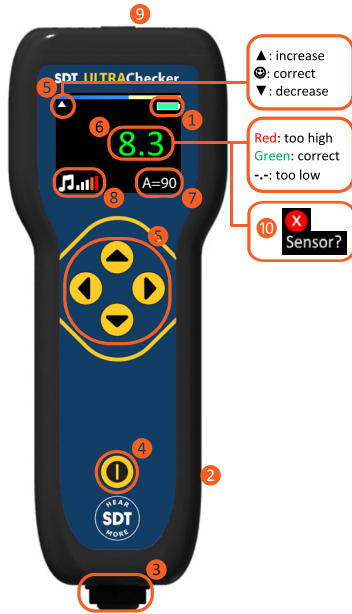 9
SDT ULTRAChecker
▲: increase
☺: correct
▼: decrease
5
1
6
8.3
Red: too high
Green: correct
-.-: too low
A=90
8
7
10
X
Sensor?
5
4
2
HEAR
SDT
MORE
3